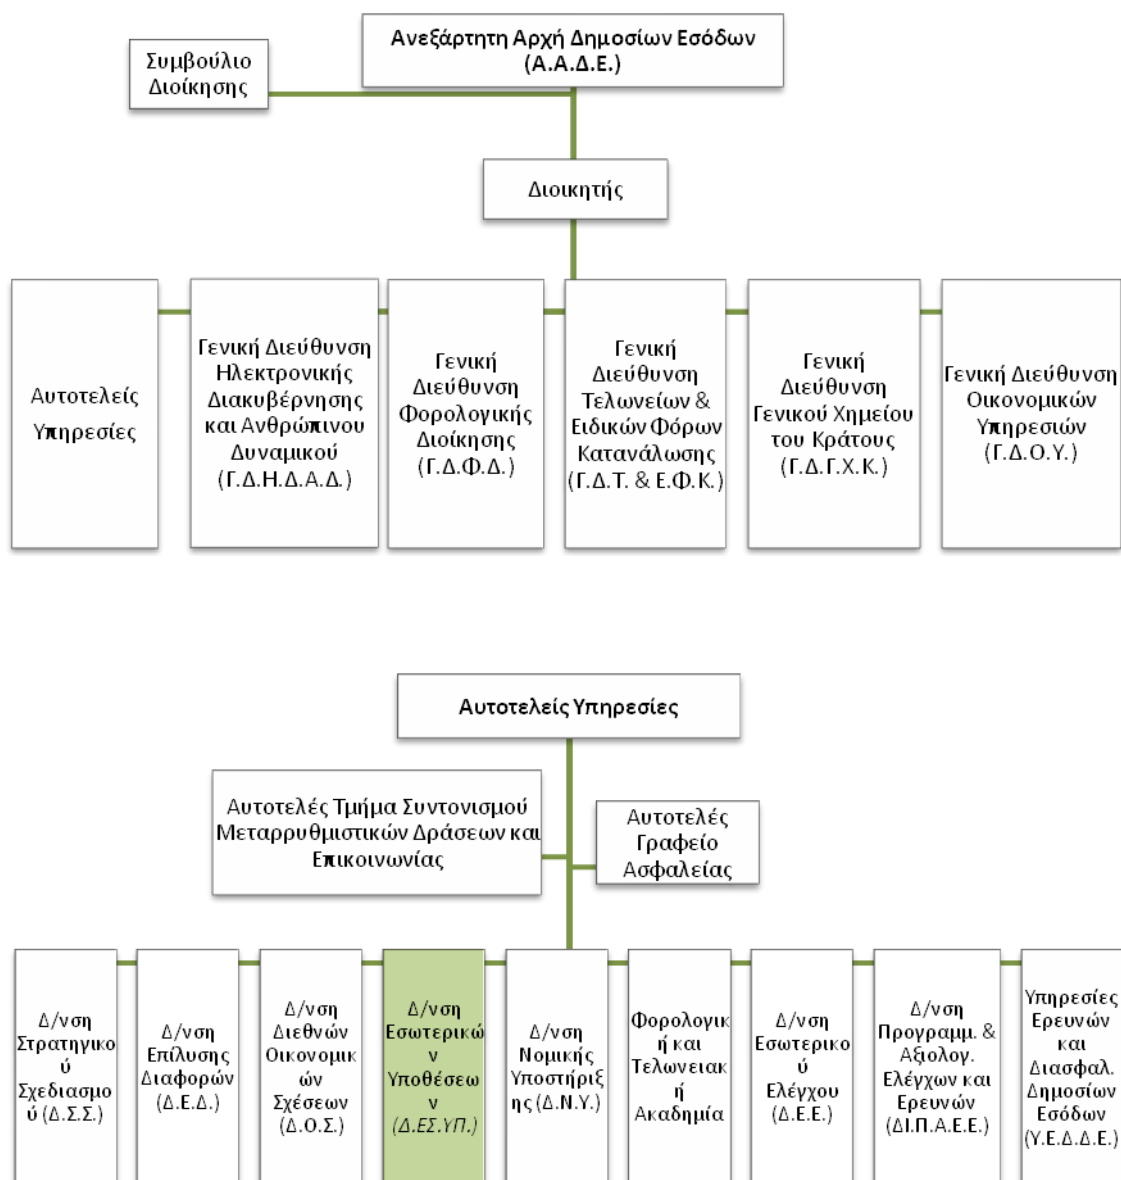 Ανεξάρτητη Αρχή Δημοσίων Εσόδων
(Α.Α.Δ.Ε.)
Συμβούλιο
Διοίκησης
Διοικητής
Αυτοτελείς
Υπηρεσίες
Γενική Διεύθυνση
Ηλεκτρονικής
Διακυβέρνησης
και Ανθρώπινου
Δυναμικού
(Γ.Δ.Η.Δ.Α.Δ.)
Γενική
Διεύθυνση
Φορολογικής
Διοίκησης
(Γ.Δ.Φ.Δ.)
Γενική
Διεύθυνση
Τελωνείων &
Ειδικών Φόρων
Κατανάλωσης
(Γ.Δ.Τ. & Ε.Φ.Κ.)
Γενική
Διεύθυνση
Γενικού Χημείου
του Κράτους
(Γ.Δ.Γ.Χ.Κ.)
Γενική Διεύθυνση
Οικονομικών
Υπηρεσιών
(Γ.Δ.Ο.Υ.)
Αυτοτελείς Υπηρεσίες
Αυτοτελές Τμήμα Συντονισμού
Μεταρρυθμιστικών Δράσεων και
Επικοινωνίας
Αυτοτελές
Γραφείο
Ασφαλείας
Δ/νση
Στρατηγικο
ύ
Σχεδιασμο
ύ (Δ.Σ.Σ.)
Δ/νση
Επίλυσης
Διαφορών
(Δ.Ε.Δ.)
Δ/νση
Διεθνών
Οικονομικ
ών
Σχέσεων
(Δ.Ο.Σ.)
Δ/νση
Εσωτερικώ
ν
Υποθέσεω
ν
(Δ.ΕΣ.ΥΠ.)
Δ/νση
Νομικής
Υποστήριξ
ης (Δ.Ν.Υ.)
Φορολογικ
ή και
Τελωνειακ
ή
Ακαδημία
Δ/νση
Εσωτερικο
ύ
Ελέγχου
(Δ.Ε.Ε.)
Δ/νση
Προγραμμ. &
Αξιολογ.
Ελέγχων και
Ερευνών
(ΔΙ.Π.Α.Ε.Ε.)
Υπηρεσίες
Ερευνών
και
Διασφαλ.
Δημοσίων
Εσόδων
(Υ.Ε.Δ.Δ.Ε.)